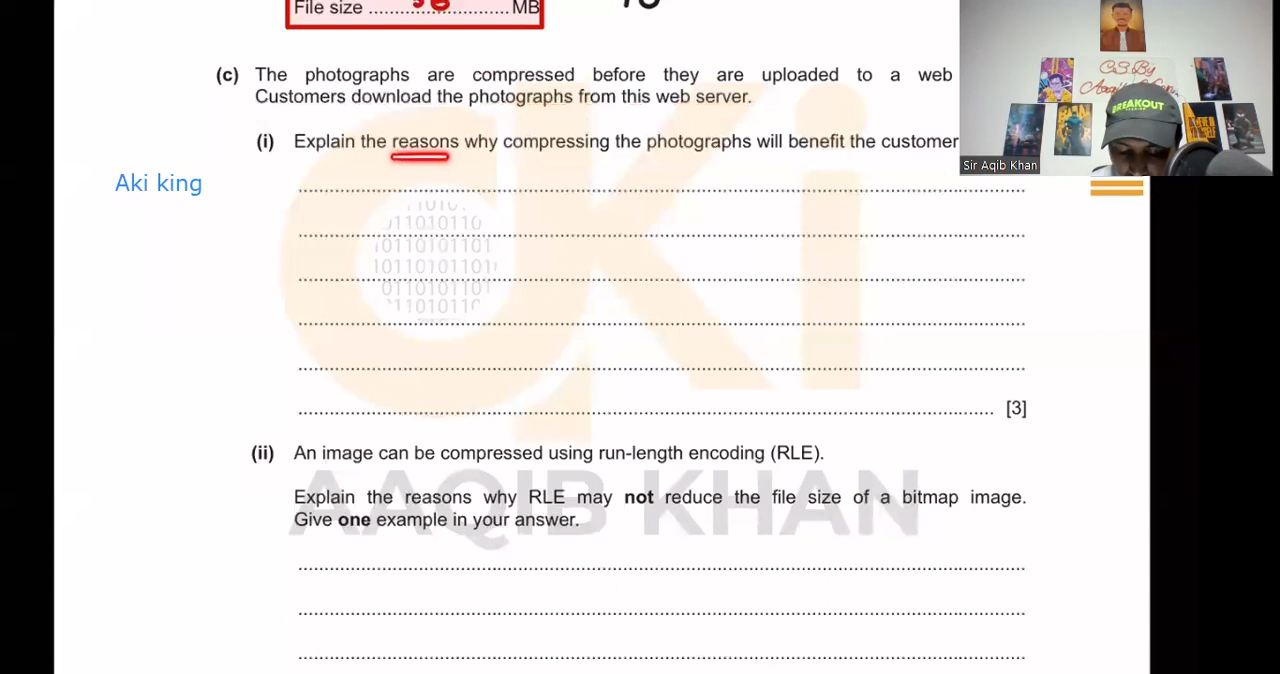 File size .................................. MB
(c) The photographs are compressed before they are uploaded to a web
Customers download the photographs from this web server.
(i) Explain the reasons why compressing the photographs will benefit the customer
Aki king
[3]
(ii) An image can be compressed using run-length encoding (RLE).
Explain the reasons why RLE may not reduce the file size of a bitmap image.
Give one example in your answer.
AAQIB KHAN
BREAKOUT
Sir Aqib Khan